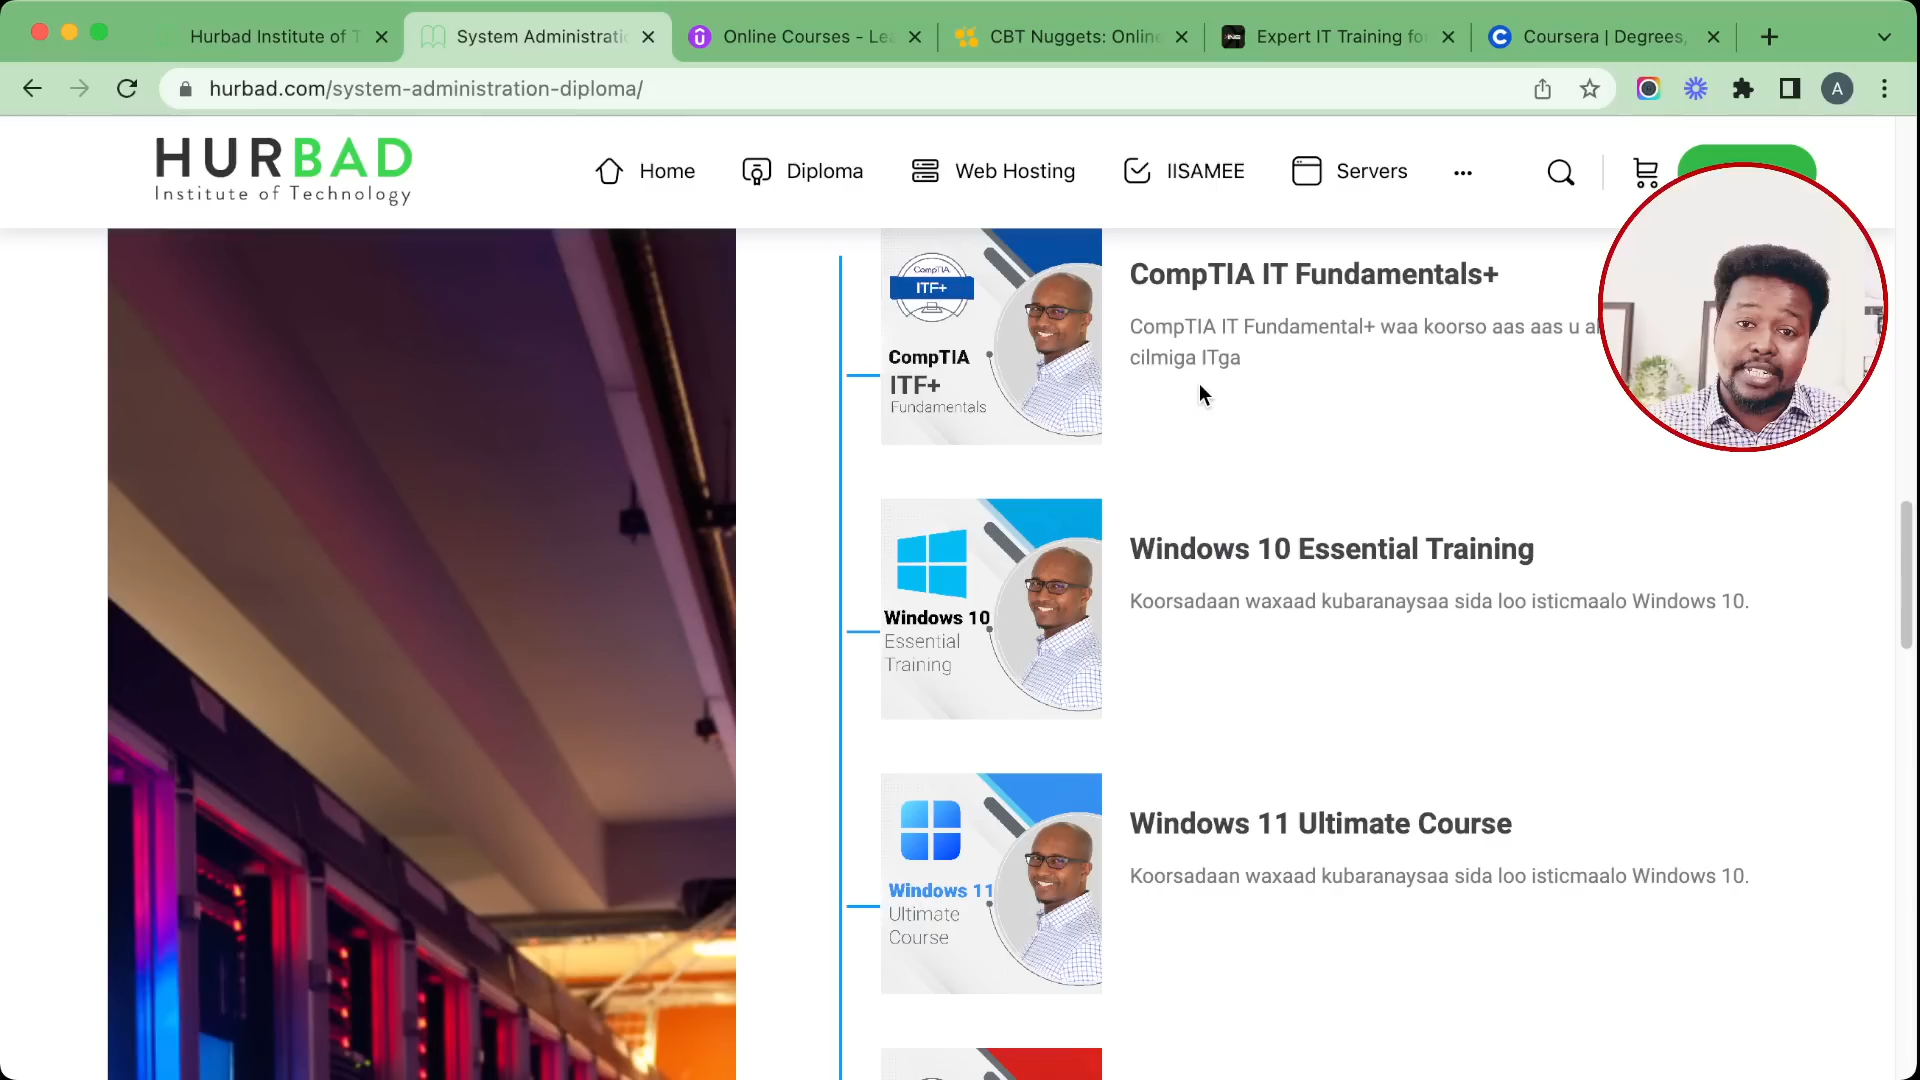 Hurbad Institute of T
System Administratio
Online Courses - Lea
CBT Nuggets: Online
INE
Expert IT Training fo
Coursera | Degrees,
hurbad.com/system-administration-diploma/
A
HURBAD
Institute of Technology
Home
Diploma
Web Hosting
IISAMEE
Servers
CompTIA
ITF+
CompTIA
ITF+
Fundamentals
CompTIA IT Fundamentals+
CompTIA IT Fundamental+ waa koorso aas aas u
cilmiga ITga
Windows 10
Essential
Training
Windows 10 Essential Training
Koorsadaan waxaad kubaranaysaa sida loo isticmaalo Windows 10.
Windows 11
Ultimate
Course
Windows 11 Ultimate Course
Koorsadaan waxaad kubaranaysaa sida loo isticmaalo Windows 10.